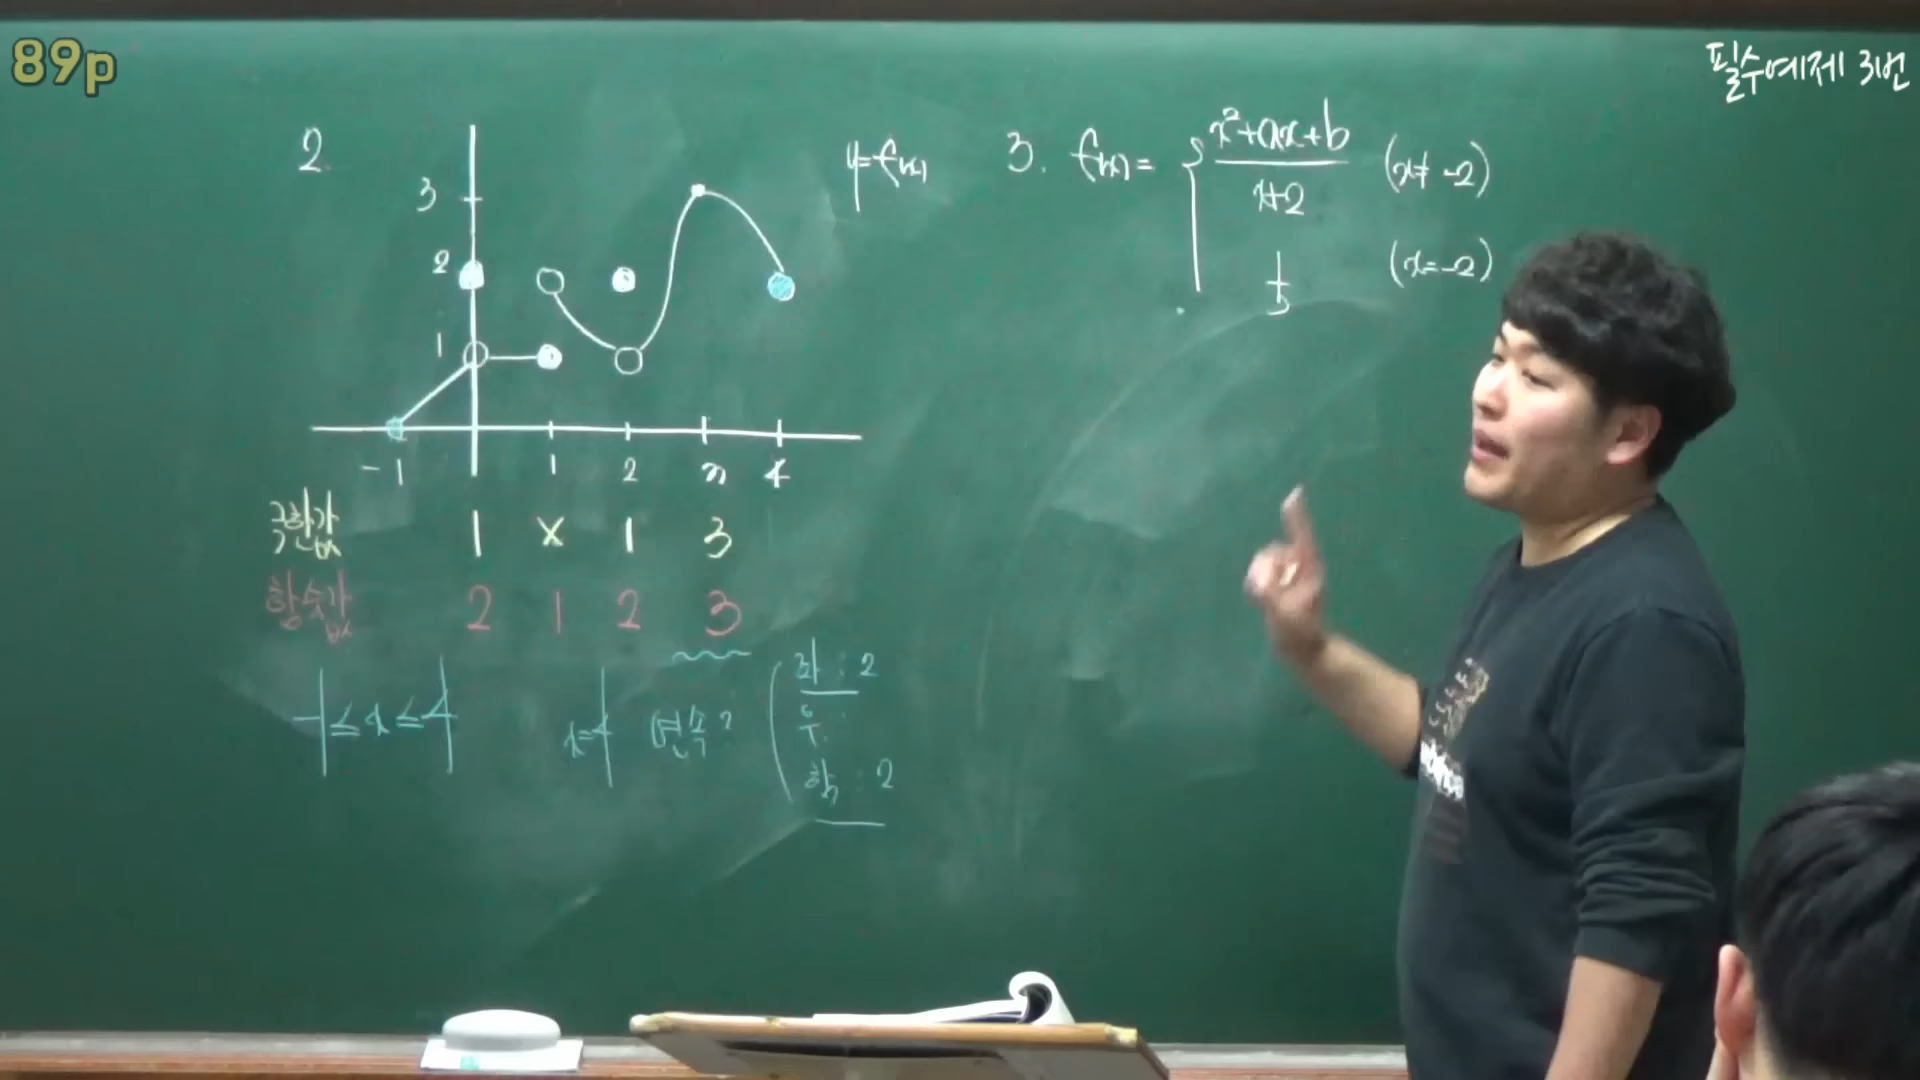 89p
필수예제 3번
2.
3
2
1
-1 1 2 3 4
y=f(x)
극한값 1 x 1 3
함숫값 2 1 2 3
-1≤x≤4
x=4 연속?
좌 : 2
우 :
함 : 2
3. f(x)= { x²+ax+b / x+2 (x≠-2)
(x=-2)